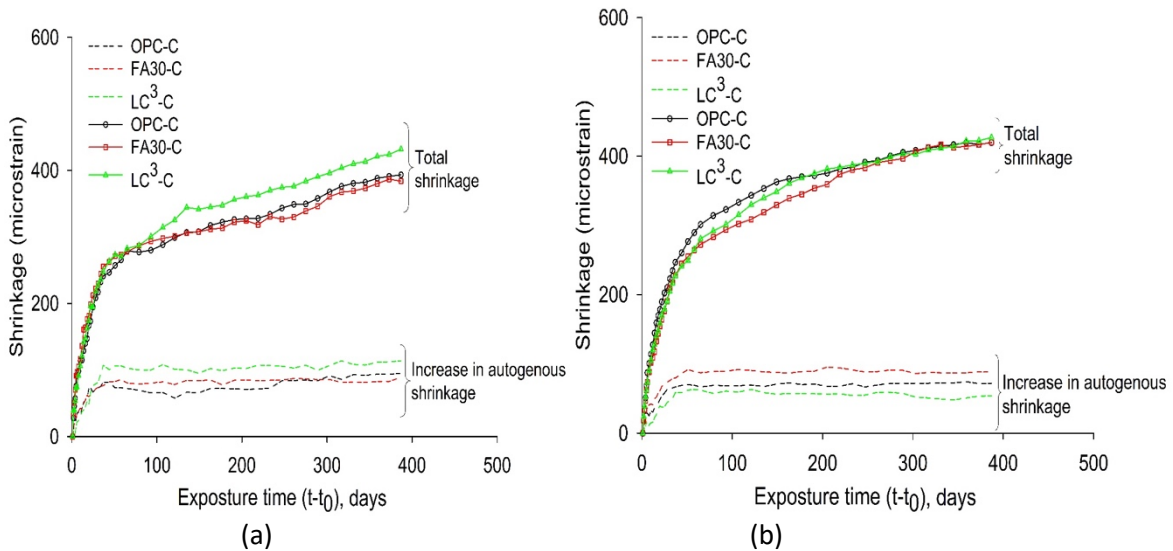 600
400
200
0
Shrinkage (microstrain)
OPC-C
FA30-C
LC³-C
OPC-C
FA30-C
LC³-C
Total
shrinkage
Increase in autogenous
shrinkage
0
100
200
300
400
500
Exposture time (t-t0), days
(a)
600
400
200
0
Shrinkage (microstrain)
OPC-C
FA30-C
LC³-C
OPC-C
FA30-C
LC³-C
Total
shrinkage
Increase in autogenous
shrinkage
0
100
200
300
400
500
Exposture time (t-t0), days
(b)